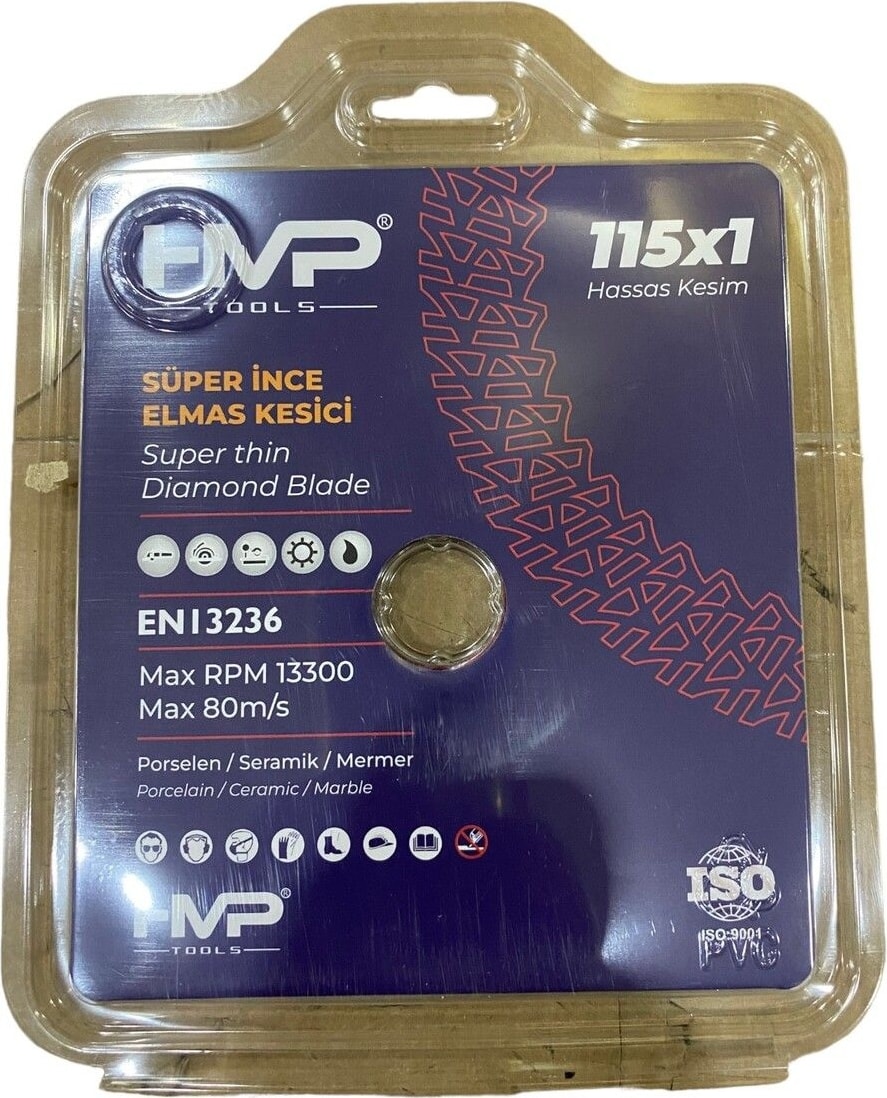 HMP®
TOOLS
115x1
Hassas Kesim
SÜPER İNCE
ELMAS KESİCİ
Super thin
Diamond Blade
EN13236
Max RPM 13300
Max 80m/s
Porselen / Seramik / Mermer
Porcelain / Ceramic / Marble
HMP®
TOOLS
ISO
ISO:9001
PVC